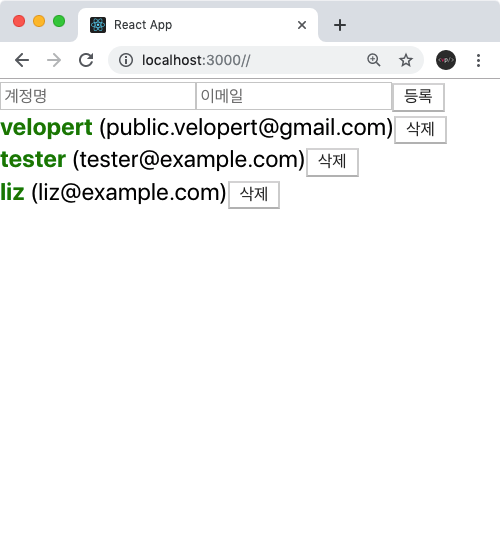 React App
localhost:3000//
계정명 이메일 등록
velopert (public.velopert@gmail.com) 삭제
tester (tester@example.com) 삭제
liz (liz@example.com) 삭제